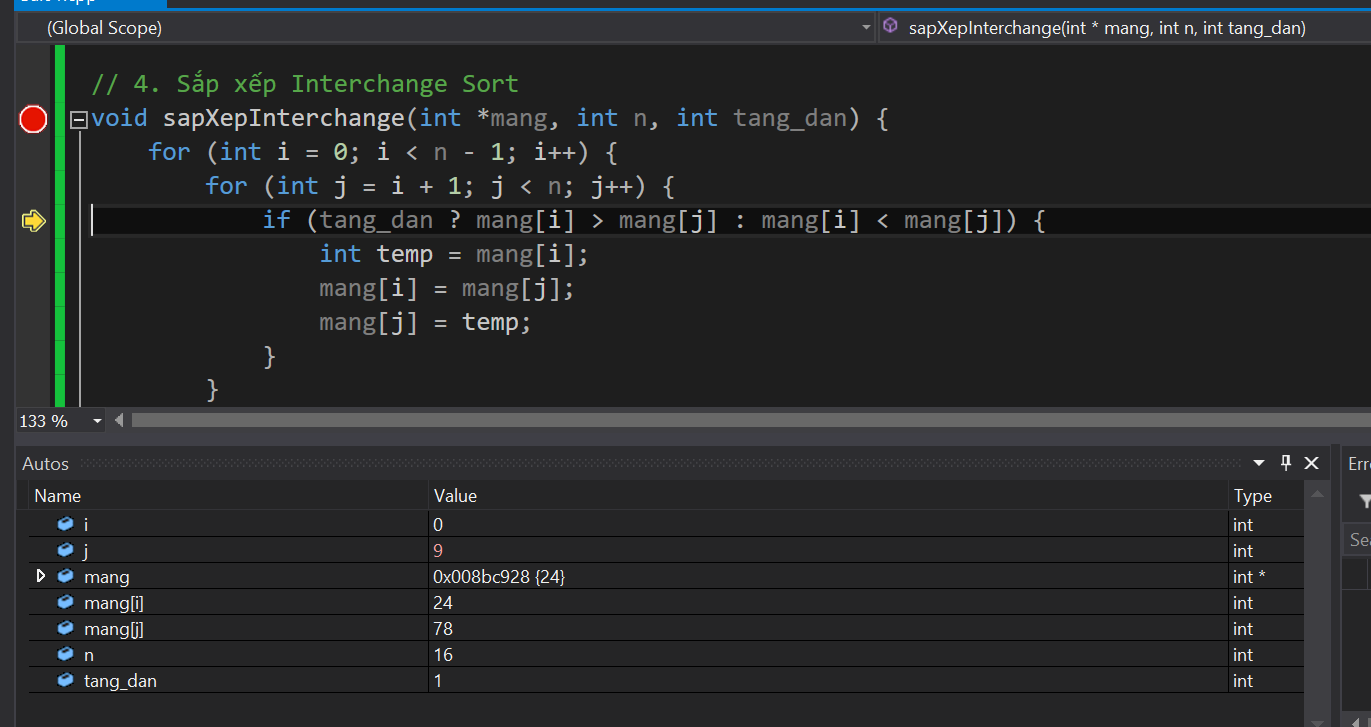 (Global Scope)
sapXepInterchange(int * mang, int n, int tang_dan)
// 4. Sắp xếp Interchange Sort
void sapXepInterchange(int *mang, int n, int tang_dan) {
for (int i = 0; i < n - 1; i++) {
for (int j = i + 1; j < n; j++) {
if (tang_dan ? mang[i] > mang[j] : mang[i] < mang[j]) {
int temp = mang[i];
mang[i] = mang[j];
mang[j] = temp;
}
}
133 %
Autos
Name Value Type
i 0 int
j 9 int
mang 0x008bc928 {24} int *
mang[i] 24 int
mang[j] 78 int
n 16 int
tang_dan 1 int
Err
Sea